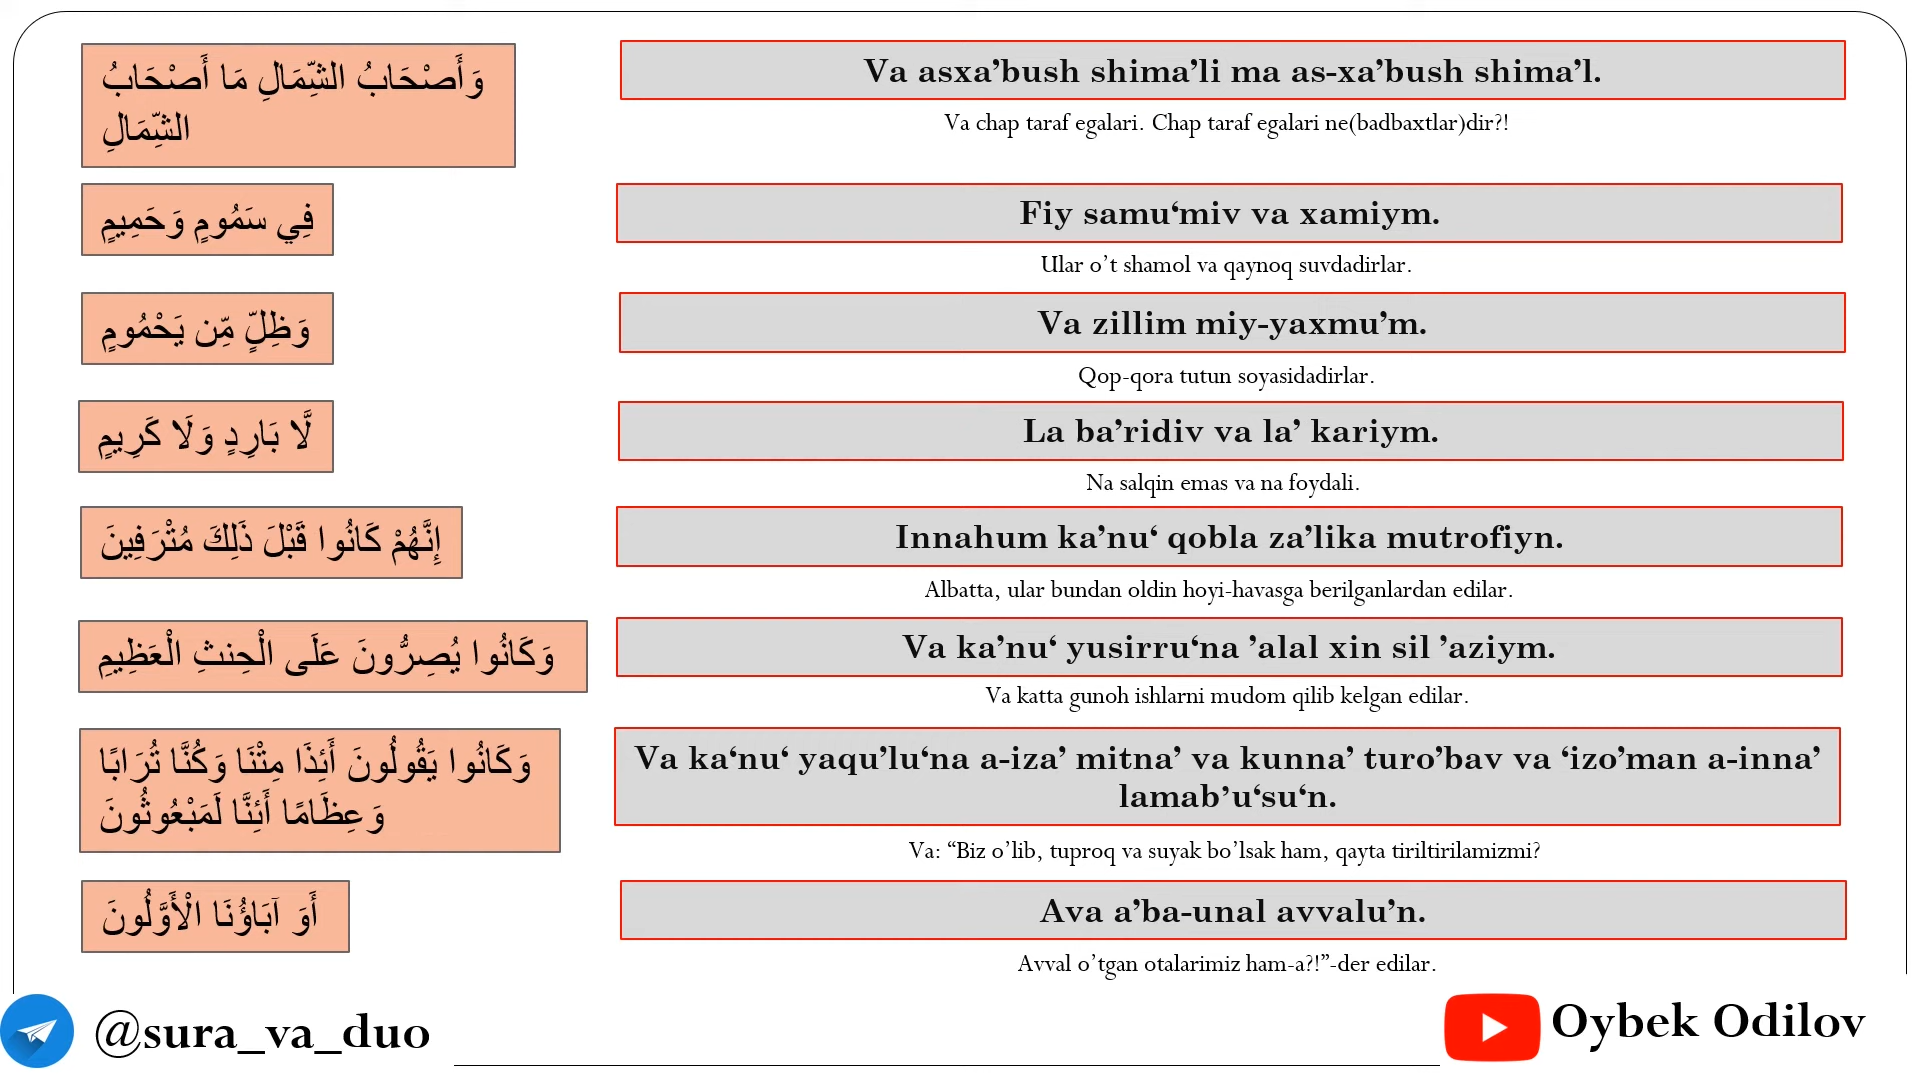 وَأَصْحَابُ الشِّمَالِ مَا أَصْحَابُ
الشِّمَالِ
Va asxa’bush shima’li ma as-xa’bush shima’l.
Va chap taraf egalari. Chap taraf egalari ne(badbaxtlar)dir?!
فِي سَمُومٍ وَحَمِيمٍ
Fiy samu‘miv va xamiym.
Ular o’t shamol va qaynoq suvdadirlar.
وَظِلٍّ مِّن يَحْمُومٍ
Va zillim miy-yaxmu’m.
Qop-qora tutun soyasidadirlar.
لَّا بَارِدٍ وَلَا كَرِيمٍ
La ba’ridiv va la’ kariym.
Na salqin emas va na foydali.
إِنَّهُمْ كَانُوا قَبْلَ ذَلِكَ مُتْرَفِينَ
Innahum ka’nu‘ qobla za’lika mutrofiyn.
Albatta, ular bundan oldin hoyi-havasga berilganlardan edilar.
وَكَانُوا يُصِرُّونَ عَلَى الْحِنثِ الْعَظِيمِ
Va ka’nu‘ yusirru‘na ’alal xin sil ’aziym.
Va katta gunoh ishlarni mudom qilib kelgan edilar.
وَكَانُوا يَقُولُونَ أَئِذَا مِتْنَا وَكُنَّا تُرَابًا
وَعِظَامًا أَئِنَّا لَمَبْعُوثُونَ
Va ka‘nu‘ yaqu’lu‘na a-iza’ mitna’ va kunna’ turo’bav va ‘izo’man a-inna’
lamab’u‘su‘n.
Va: “Biz o’lib, tuproq va suyak bo’lsak ham, qayta tiriltirilamizmi?
أَوَ آبَاؤُنَا الْأَوَّلُونَ
Ava a’ba-unal avvalu’n.
Avval o’tgan otalarimiz ham-a?!”-der edilar.
@sura_va_duo
Oybek Odilov